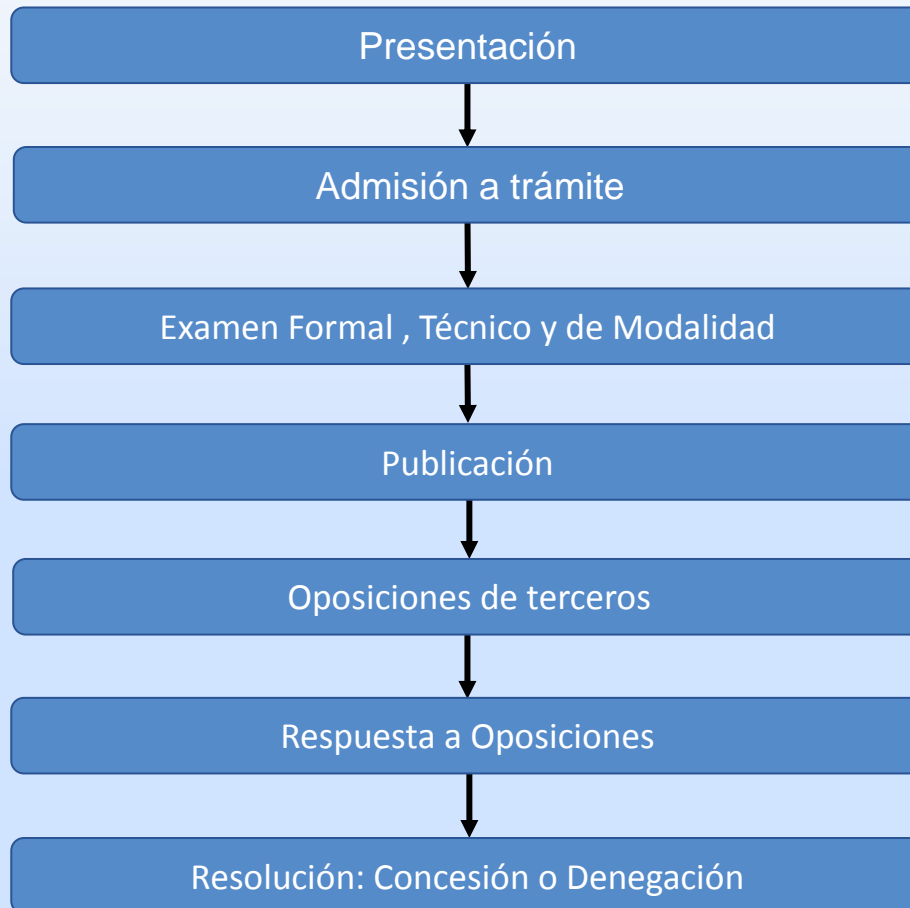 Presentación
Admisión a trámite
Examen Formal , Técnico y de Modalidad
Publicación
Oposiciones de terceros
Respuesta a Oposiciones
Resolución: Concesión o Denegación